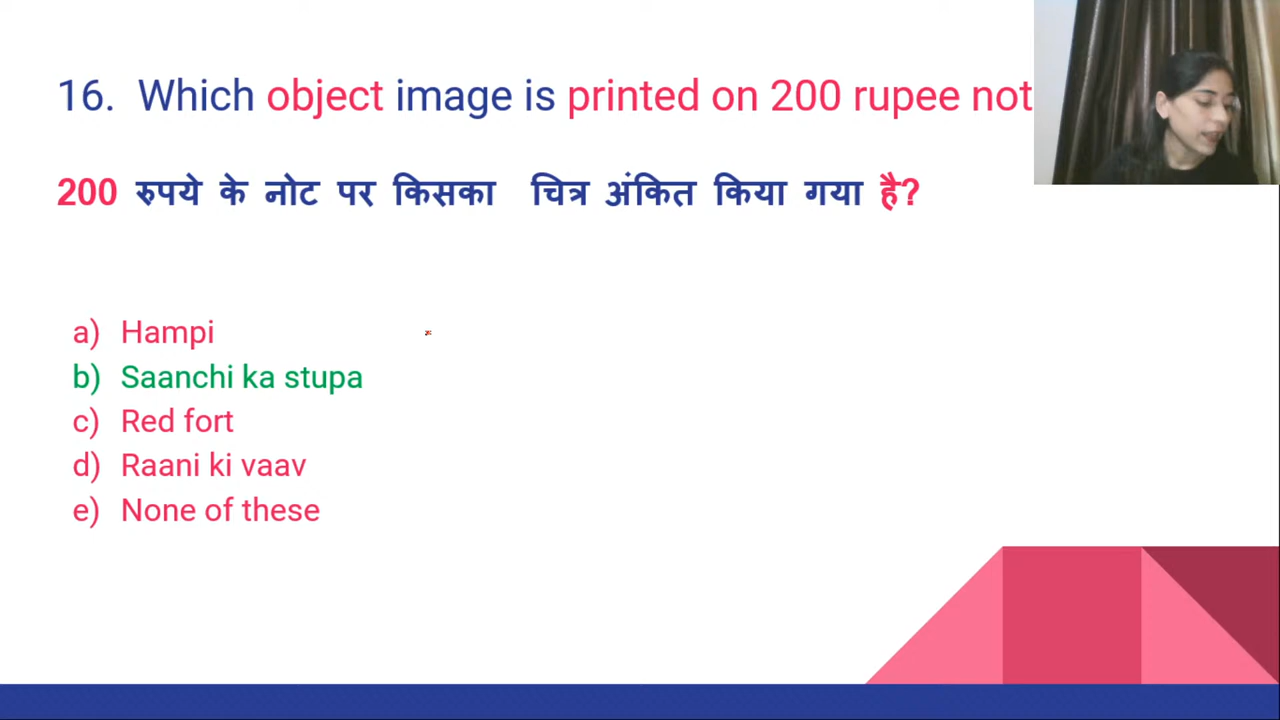 16. Which object image is printed on 200 rupee not
200 रुपये के नोट पर किसका चित्र अंकित किया गया है?
a) Hampi
b) Saanchi ka stupa
c) Red fort
d) Raani ki vaav
e) None of these